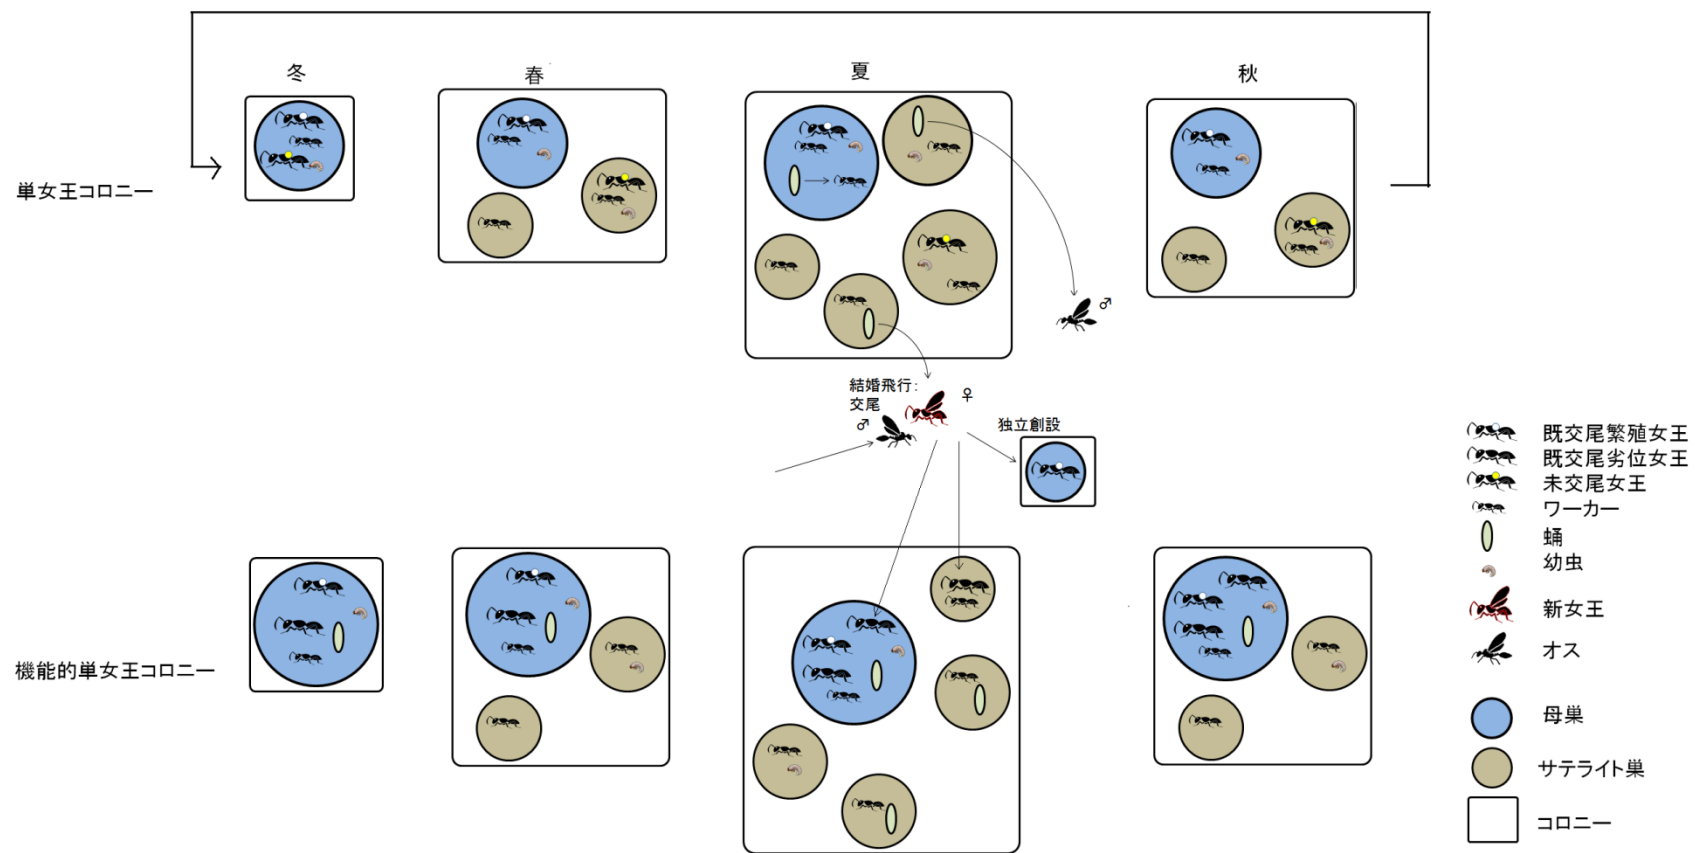 冬
春
夏
秋
単女王コロニー
♂
結婚飛行:
交尾
♂
♀
独立創設
機能的単女王コロニー
既交尾繁殖女王
既交尾劣位女王
未交尾女王
ワーカー
蛹
幼虫
新女王
オス
母巣
サテライト巣
コロニー